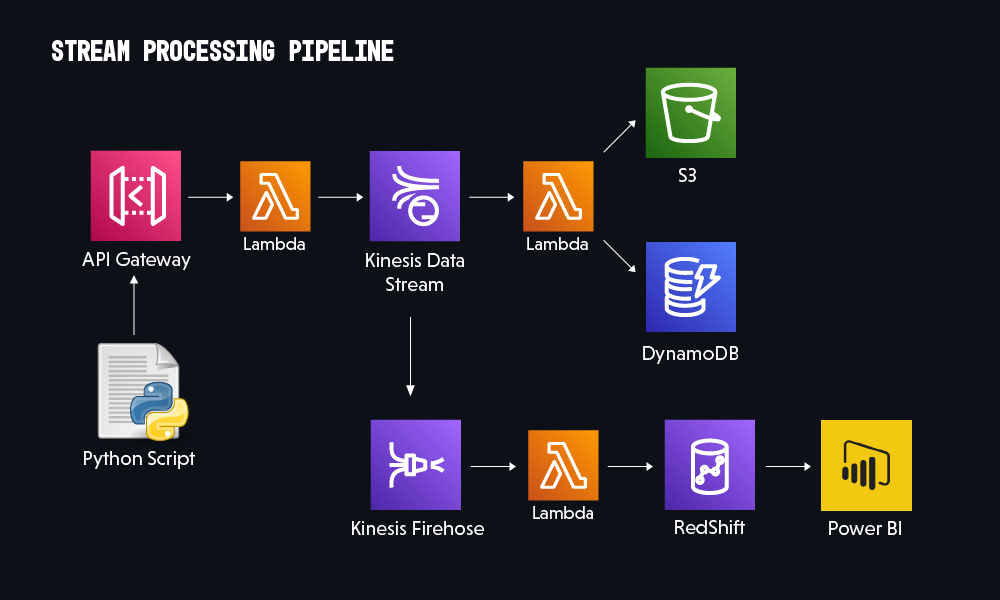 STREAM PROCESSING PIPELINE
S3
API Gateway
Lambda
Kinesis Data
Stream
Lambda
DynamoDB
Python Script
Kinesis Firehose
Lambda
RedShift
Power BI